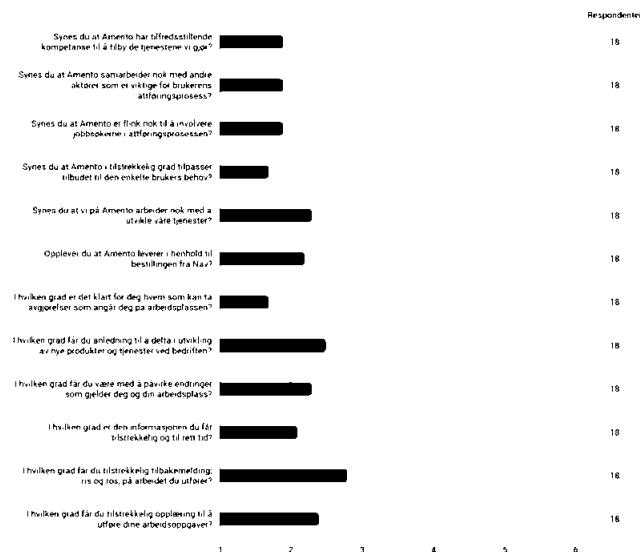 Respondenter
Synes du at Amento har tilfredsstillende
kompetanse til å tilby de tjenestene vi gjør?
18
Synes du at Amento samarbeider nok med andre
aktører som er viktige for brukerens
attføringsprosess?
18
Synes du at Amento er flink nok til å involvere
jobbsøkerne i attføringsprosessen?
18
Synes du at Amento i tilstrekkelig grad tilpasser
tilbudet til den enkelte brukers behov?
18
Synes du at vi på Amento arbeider nok med å
utvikle våre tjenester?
18
Opplever du at Amento leverer i henhold til
bestillingen fra Nav?
18
I hvilken grad er det klart for deg hvem som kan ta
avgjørelser som angår deg på arbeidsplassen?
18
I hvilken grad får du anledning til å delta i utvikling
av nye produkter og tjenester ved bedriften?
18
I hvilken grad får du være med å påvirke endringer
som gjelder deg og din arbeidsplass?
18
I hvilken grad er den informasjonen du får
tilstrekkelig og til rett tid?
18
I hvilken grad får du tilstrekkelig tilbakemelding;
ris og ros, på arbeidet du utfører?
18
I hvilken grad får du tilstrekkelig opplæring til å
utføre dine arbeidsoppgaver?
18
1 2 3 4 5 6